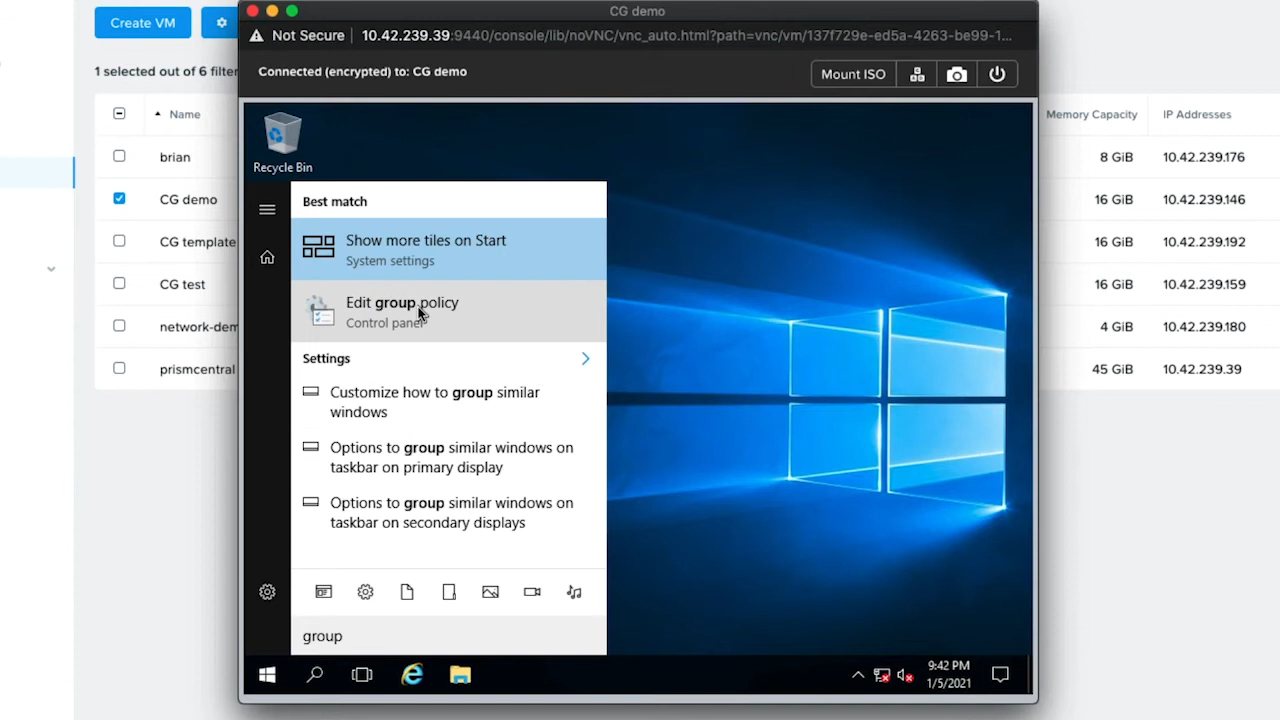 Create VM
1 selected out of 6 filter
Name
Memory Capacity
IP Addresses
brian
8 GiB
10.42.239.176
CG demo
16 GiB
10.42.239.146
CG template
16 GiB
10.42.239.192
CG test
16 GiB
10.42.239.159
network-dem
4 GiB
10.42.239.180
prismcentral
45 GiB
10.42.239.39
CG demo
Not Secure
10.42.239.39:9440/console/lib/noVNC/vnc_auto.html?path=vnc/vm/137f729e-ed5a-4263-be99-1...
Connected (encrypted) to: CG demo
Mount ISO
Recycle Bin
Best match
Show more tiles on Start
System settings
Edit group policy
Control panel
Settings
Customize how to group similar
windows
Options to group similar windows on
taskbar on primary display
Options to group similar windows on
taskbar on secondary displays
group
9:42 PM
1/5/2021